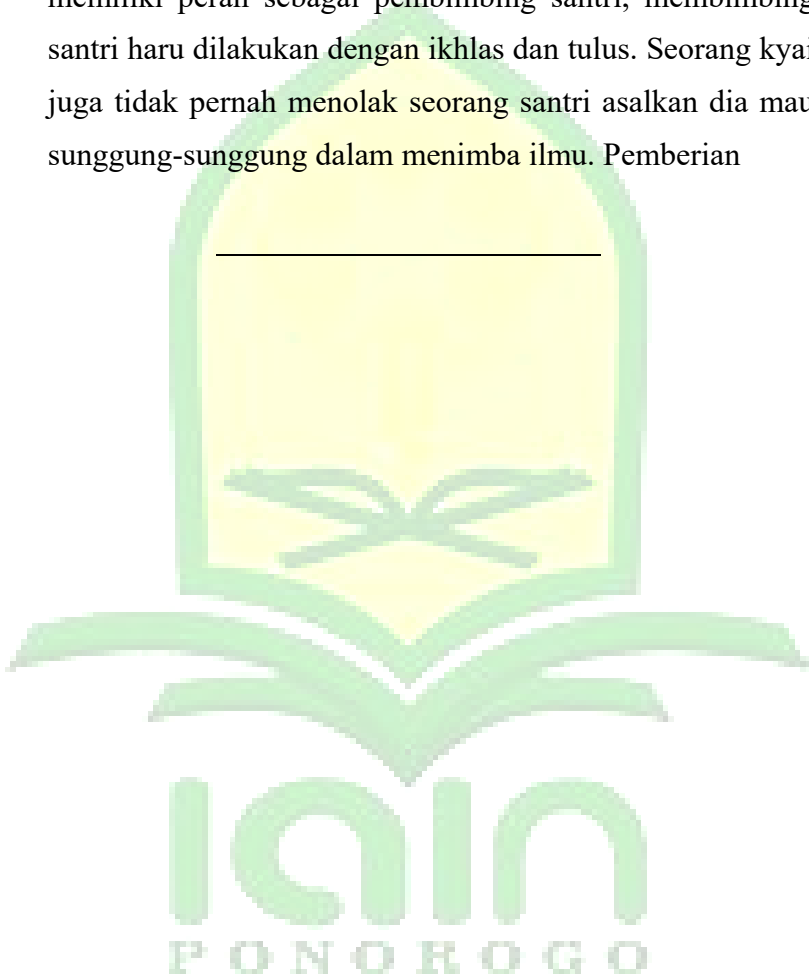 memiliki peran sebagai pembimbing santri, membimbing
santri haru dilakukan dengan ikhlas dan tulus. Seorang kyai
juga tidak pernah menolak seorang santri asalkan dia mau
sunggung-sunggung dalam menimba ilmu. Pemberian
IAIN
PONOROGO